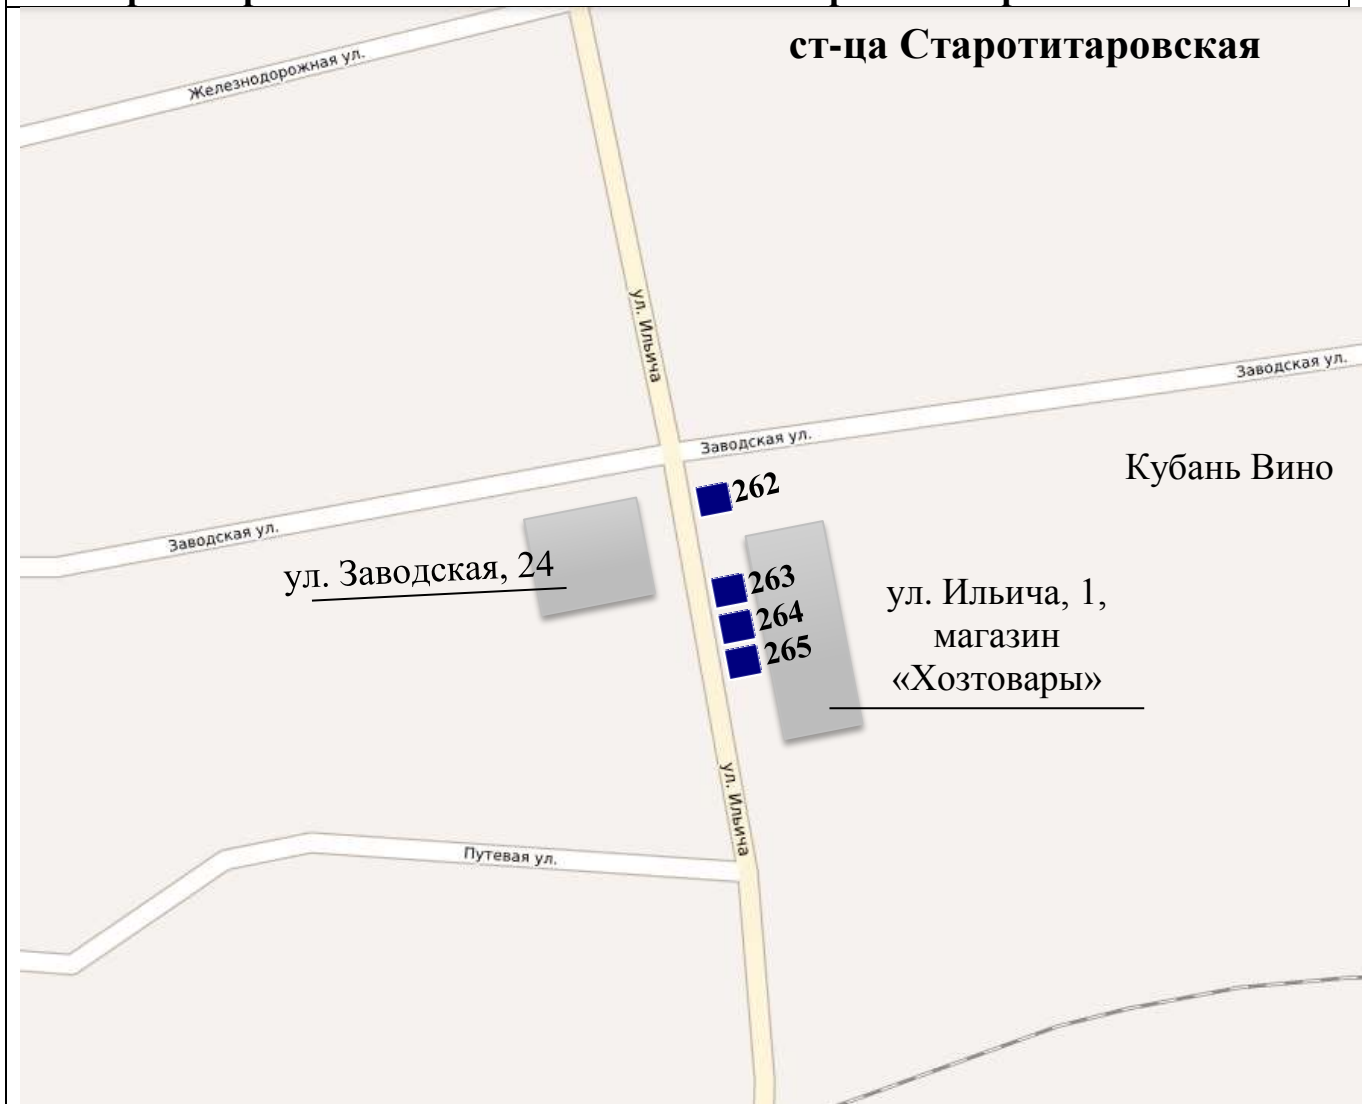 ст-ца Старотитаровская
Железнодорожная ул.
ул. Ильича
Заводская ул.
Заводская ул.
Кубань Вино
262
Заводская ул.
ул. Заводская, 24
263
264
265
ул. Ильича, 1,
магазин
«Хозтовары»
ул. Ильича
Путевая ул.